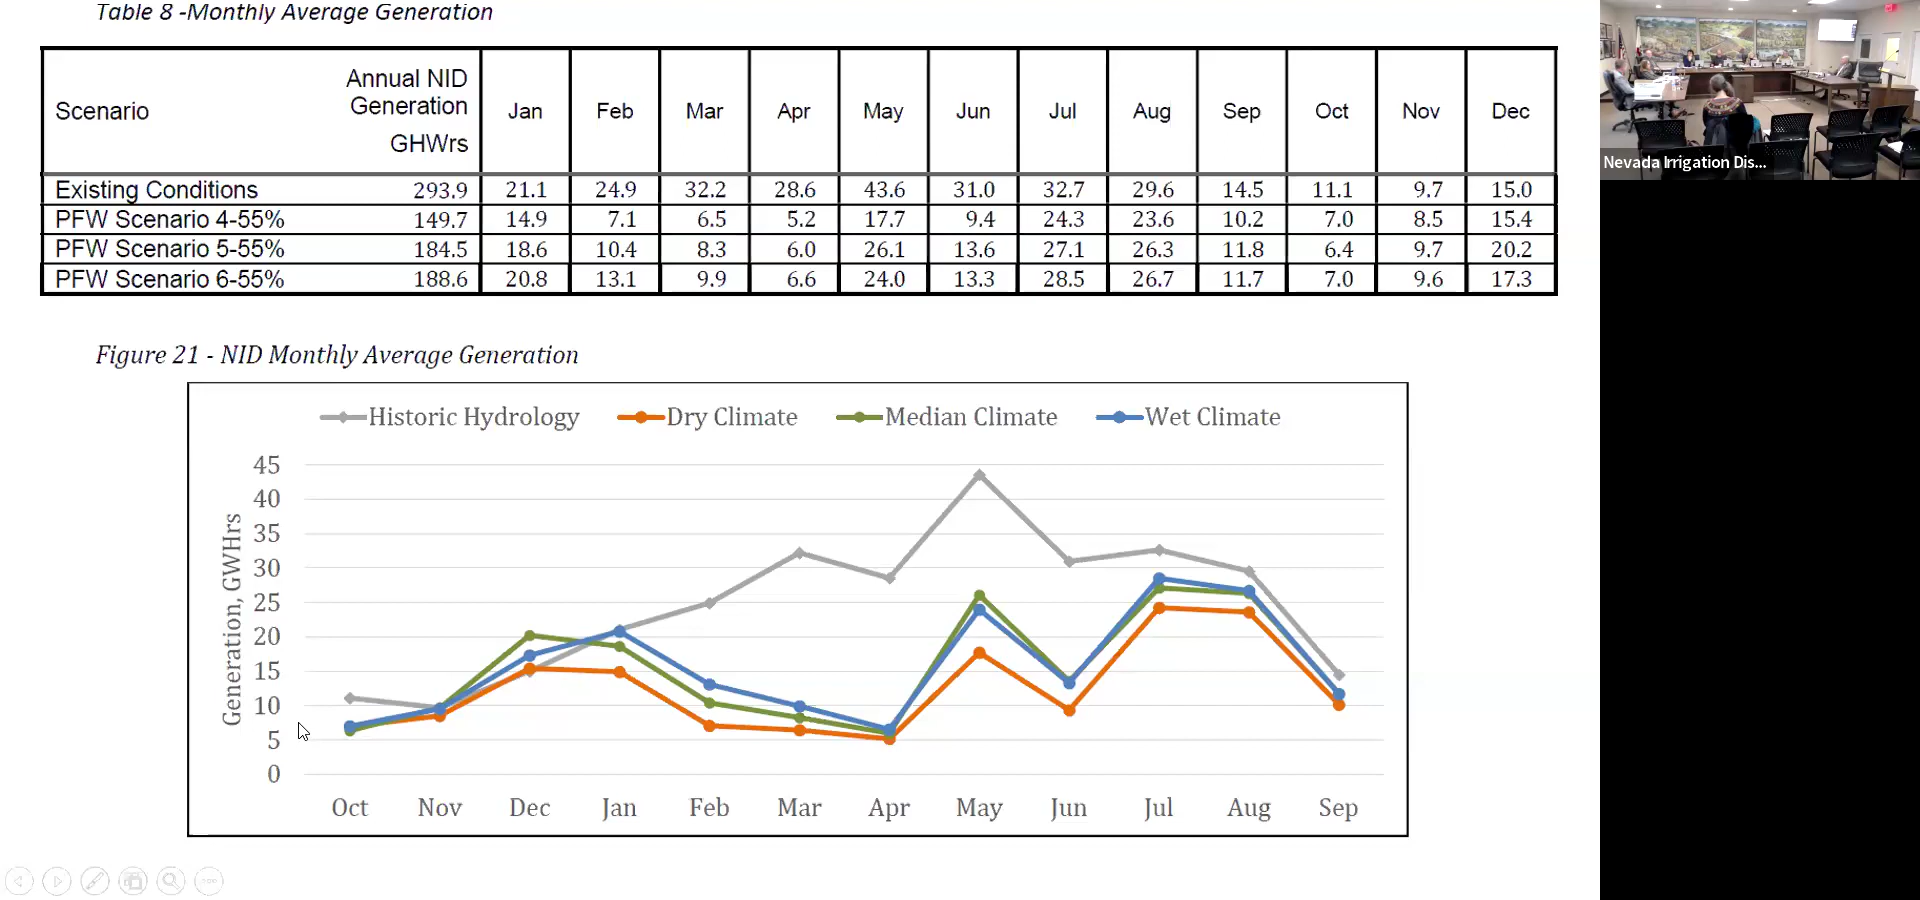 Table 8 -Monthly Average Generation
Scenario Annual NID Generation GHWrs Jan Feb Mar Apr May Jun Jul Aug Sep Oct Nov Dec
Existing Conditions 293.9 21.1 24.9 32.2 28.6 43.6 31.0 32.7 29.6 14.5 11.1 9.7 15.0
PFW Scenario 4-55% 149.7 14.9 7.1 6.5 5.2 17.7 9.4 24.3 23.6 10.2 7.0 8.5 15.4
PFW Scenario 5-55% 184.5 18.6 10.4 8.3 6.0 26.1 13.6 27.1 26.3 11.8 6.4 9.7 20.2
PFW Scenario 6-55% 188.6 20.8 13.1 9.9 6.6 24.0 13.3 28.5 26.7 11.7 7.0 9.6 17.3
Figure 21 - NID Monthly Average Generation
Historic Hydrology Dry Climate Median Climate Wet Climate
Generation, GWHrs
45
40
35
30
25
20
15
10
5
0
Oct Nov Dec Jan Feb Mar Apr May Jun Jul Aug Sep
Nevada Irrigation Dis...